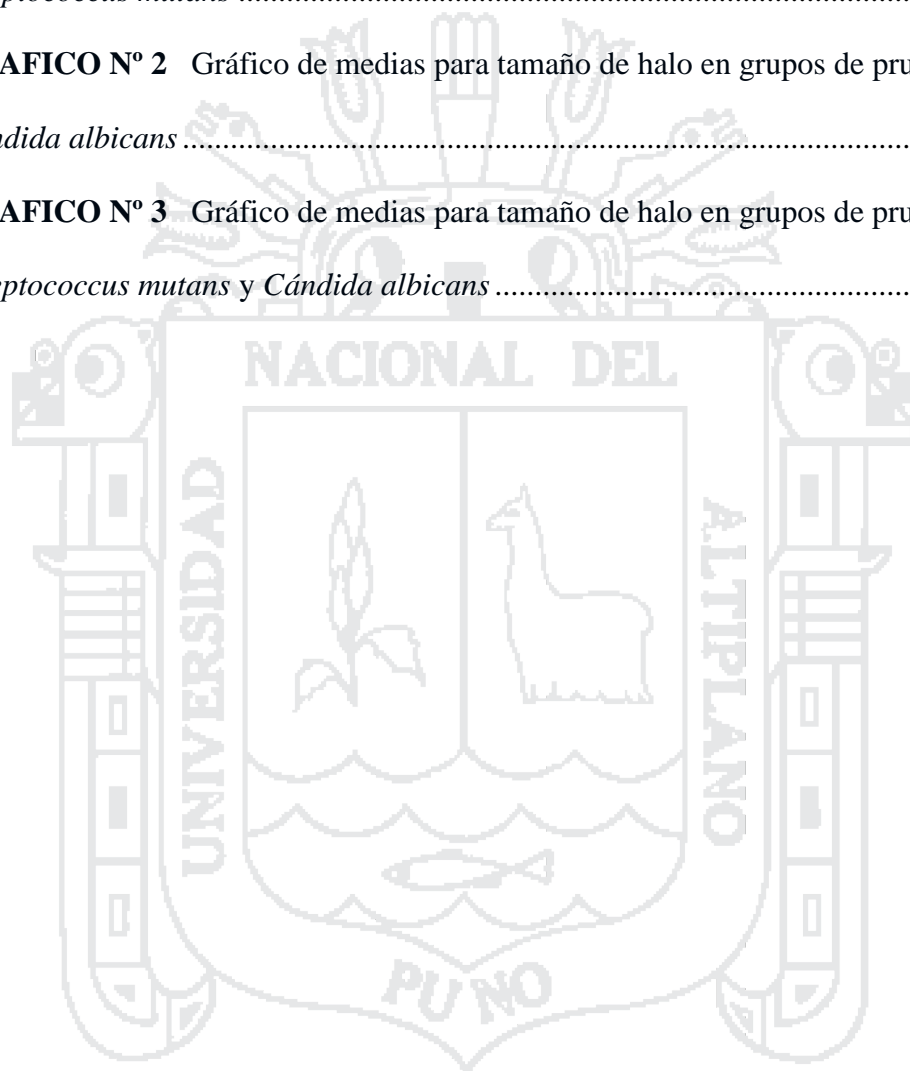 ptococcus mutans ........................................................................................
AFICO Nº 2 Gráfico de medias para tamaño de halo en grupos de pru
ndida albicans ...............................................................................................
AFICO Nº 3 Gráfico de medias para tamaño de halo en grupos de pru
eptococcus mutans y Cándida albicans .....................................................
NACIONAL DEL
UNIVERSIDAD
ALTIPLANO
PUNO